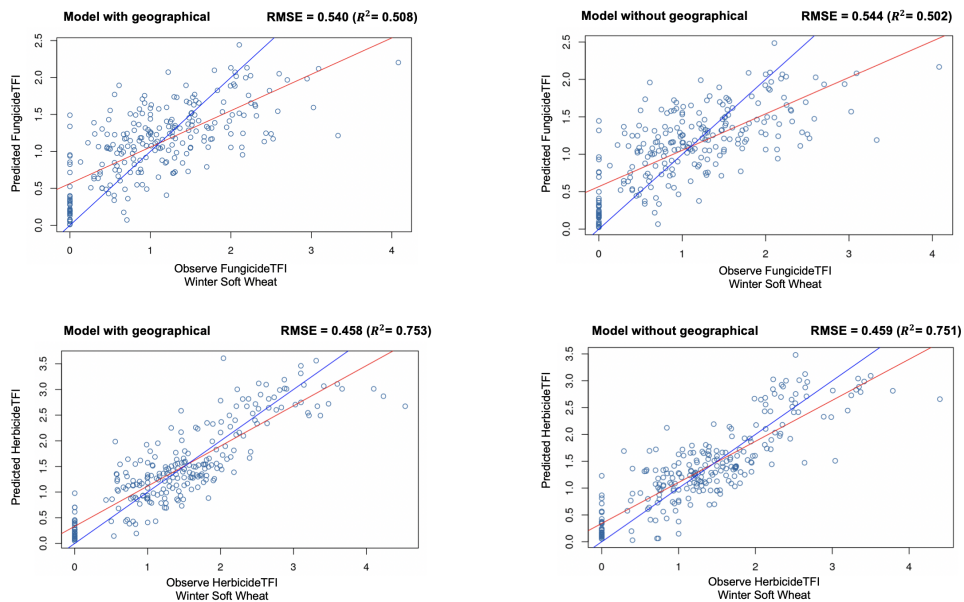 Model with geographical RMSE = 0.540 (R²= 0.508)
2.5
2.0
1.5
1.0
0.5
0.0
Predicted FungicideTFI
0 1 2 3 4
Observe FungicideTFI
Winter Soft Wheat
Model without geographical RMSE = 0.544 (R²= 0.502)
2.5
2.0
1.5
1.0
0.5
0.0
Predicted FungicideTFI
0 1 2 3 4
Observe FungicideTFI
Winter Soft Wheat
Model with geographical RMSE = 0.458 (R²= 0.753)
3.5
3.0
2.5
2.0
1.5
1.0
0.5
0.0
Predicted HerbicideTFI
0 1 2 3 4
Observe HerbicideTFI
Winter Soft Wheat
Model without geographical RMSE = 0.459 (R²= 0.751)
3.5
3.0
2.5
2.0
1.5
1.0
0.5
0.0
Predicted HerbicideTFI
0 1 2 3 4
Observe HerbicideTFI
Winter Soft Wheat